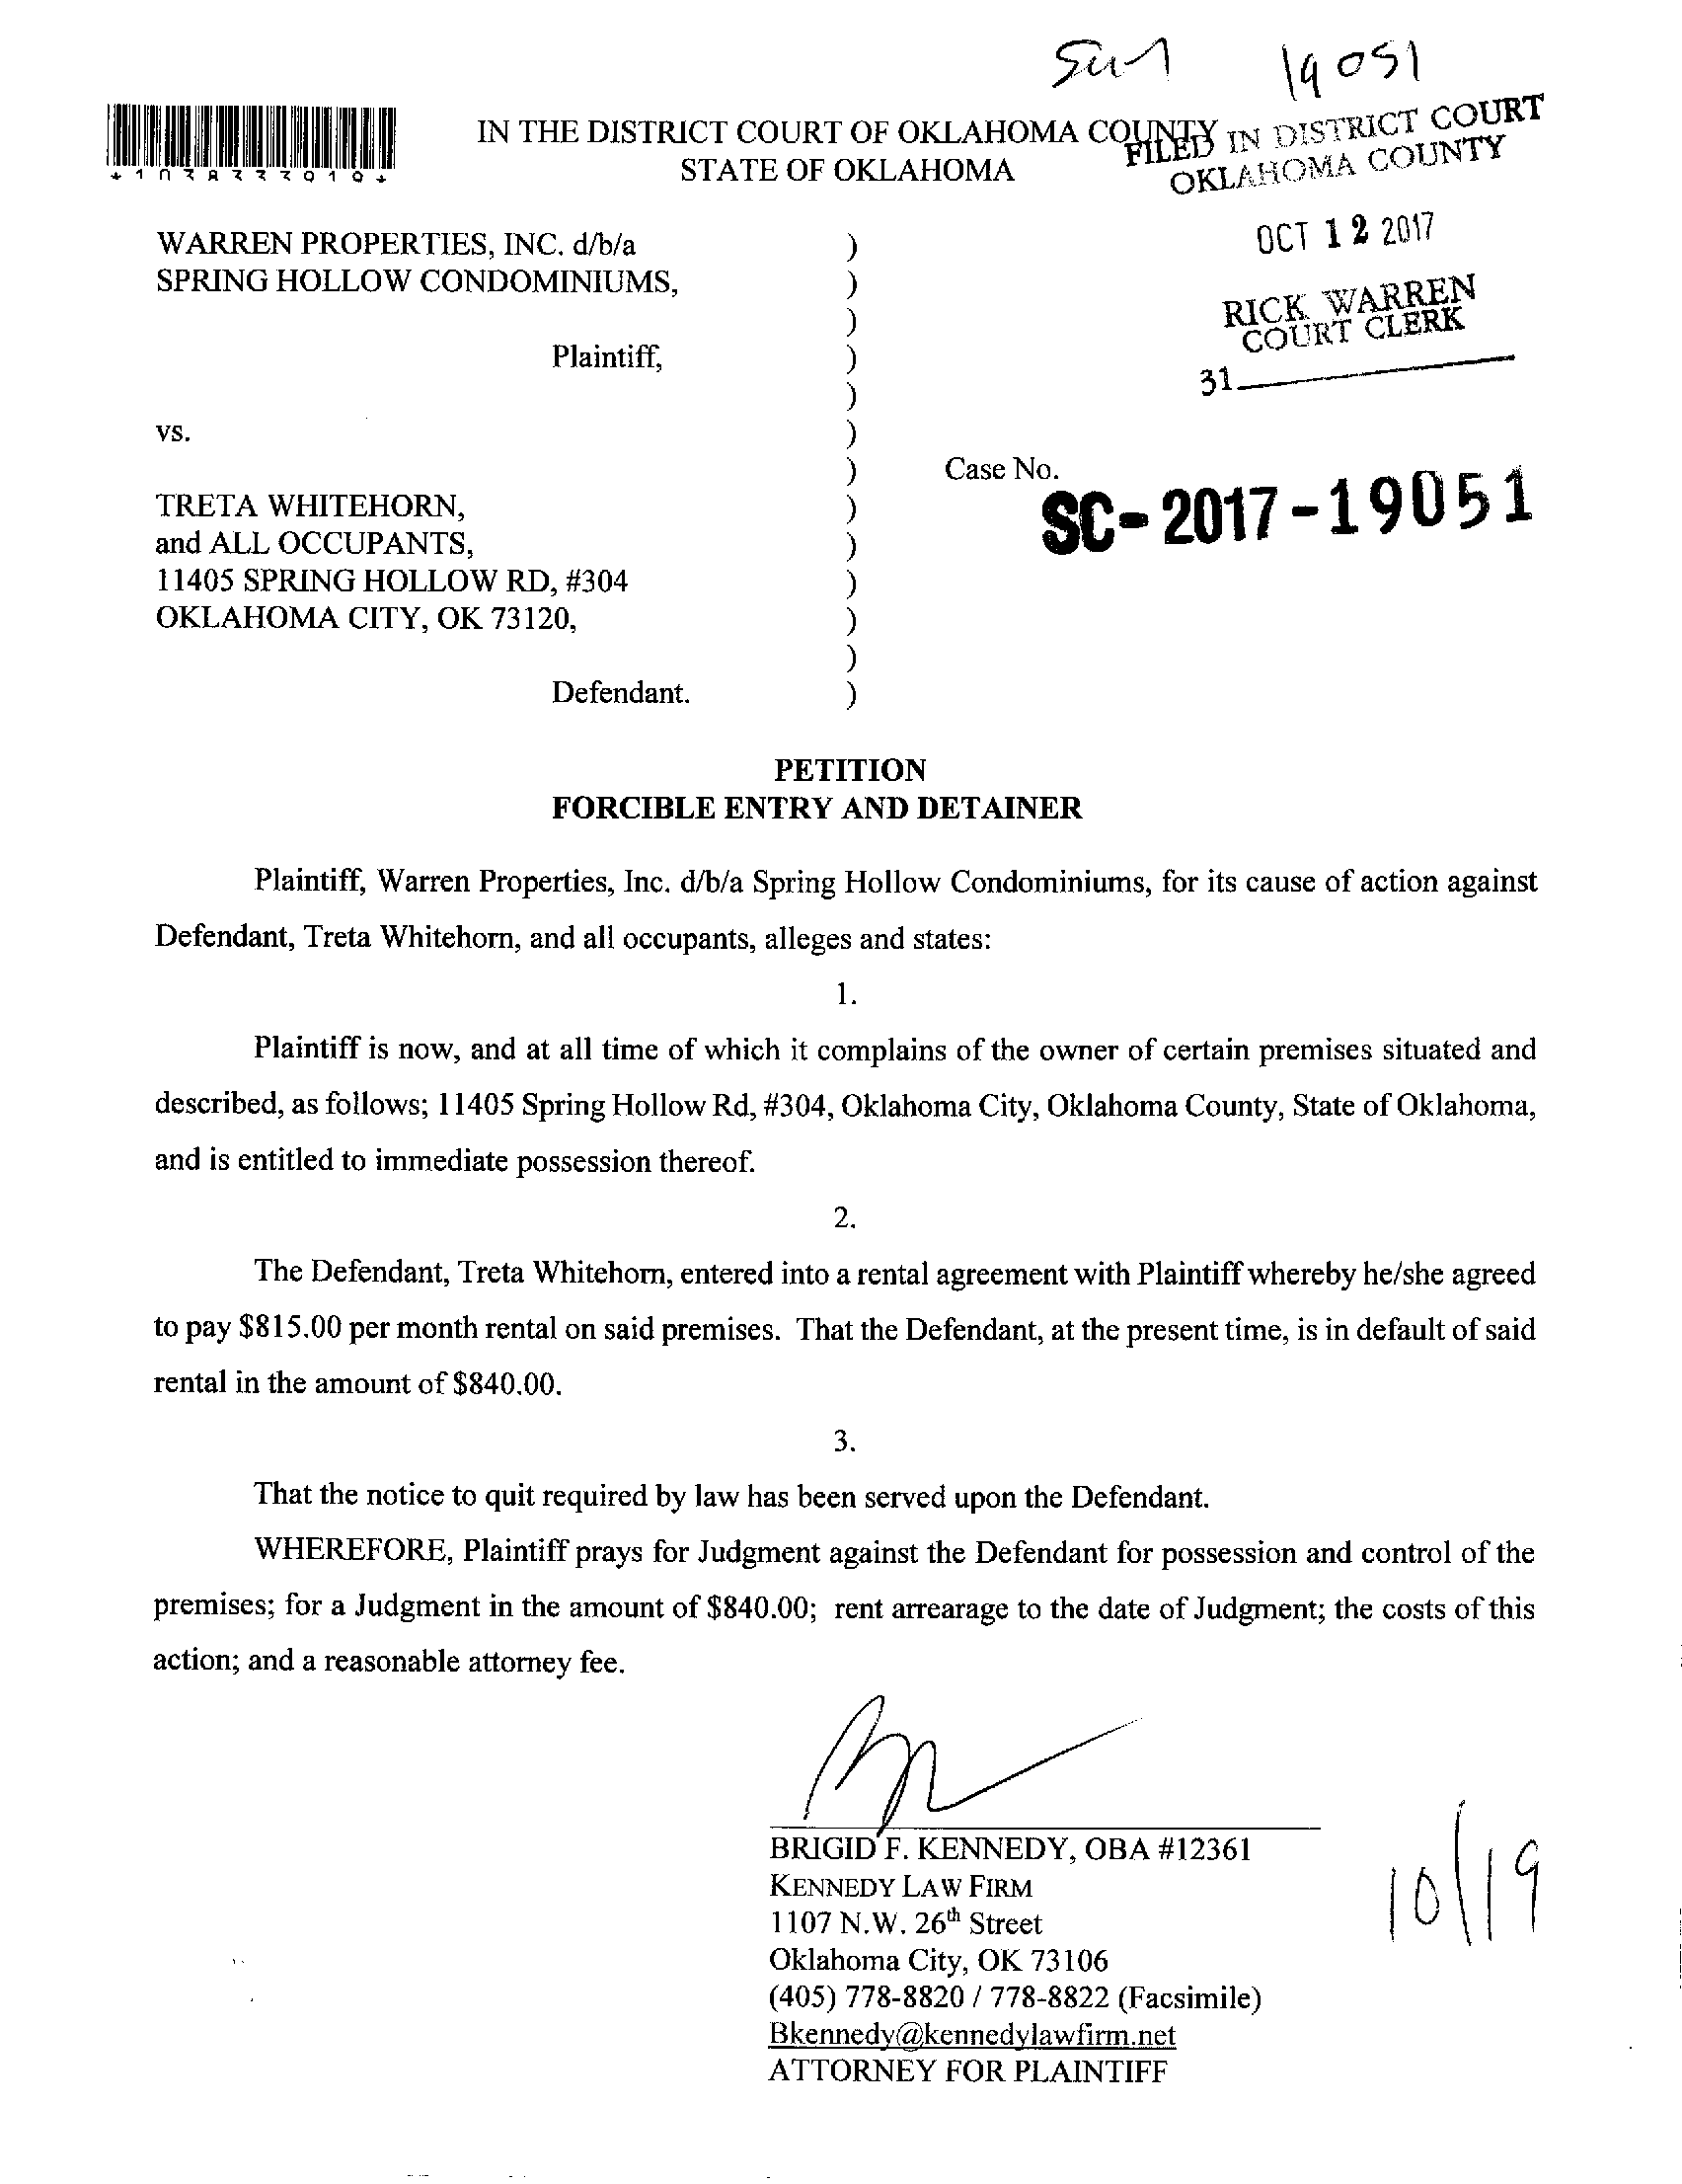 19051
IN THE DISTRICT COURT OF OKLAHOMA COUNTY
STATE OF OKLAHOMA
FILED IN DISTRICT COURT
OKLAHOMA COUNTY
OCT 12 2017
RICK WARREN
COURT CLERK
31
WARREN PROPERTIES, INC. d/b/a )
SPRING HOLLOW CONDOMINIUMS, )
)
Plaintiff, )
)
vs. )
) Case No.
SC-2017-19051
TRETA WHITEHORN, )
and ALL OCCUPANTS, )
11405 SPRING HOLLOW RD, #304 )
OKLAHOMA CITY, OK 73120, )
)
Defendant. )
PETITION
FORCIBLE ENTRY AND DETAINER
Plaintiff, Warren Properties, Inc. d/b/a Spring Hollow Condominiums, for its cause of action against
Defendant, Treta Whitehorn, and all occupants, alleges and states:
1.
Plaintiff is now, and at all time of which it complains of the owner of certain premises situated and
described, as follows; 11405 Spring Hollow Rd, #304, Oklahoma City, Oklahoma County, State of Oklahoma,
and is entitled to immediate possession thereof.
2.
The Defendant, Treta Whitehorn, entered into a rental agreement with Plaintiff whereby he/she agreed
to pay $815.00 per month rental on said premises. That the Defendant, at the present time, is in default of said
rental in the amount of $840.00.
3.
That the notice to quit required by law has been served upon the Defendant.
WHEREFORE, Plaintiff prays for Judgment against the Defendant for possession and control of the
premises; for a Judgment in the amount of $840.00; rent arrearage to the date of Judgment; the costs of this
action; and a reasonable attorney fee.
BRIGID F. KENNEDY, OBA #12361
KENNEDY LAW FIRM
1107 N.W. 26th Street
Oklahoma City, OK 73106
(405) 778-8820 / 778-8822 (Facsimile)
Bkennedy@kennedylawfirm.net
ATTORNEY FOR PLAINTIFF
10/19